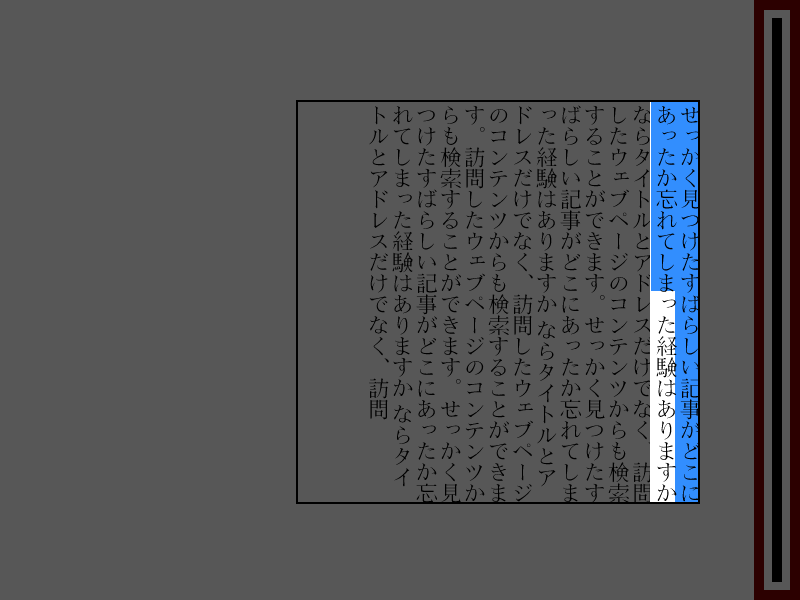 せっかく見つけたすばらしい記事がどこに
あったか忘れてしまった経験はありますか
ならタイトルとアドレスだけでなく、訪問
したウェブページのコンテンツからも検索
することができます。せっかく見つけたす
ばらしい記事がどこにあったか忘れてしま
った経験はありますか ならタイトルとア
ドレスだけでなく、訪問したウェブページ
のコンテンツからも検索することができま
す。訪問したウェブページのコンテンツか
らも検索することができます。せっかく見
つけたすばらしい記事がどこにあったか忘
れてしまった経験はありますか ならタイ
トルとアドレスだけでなく、訪問